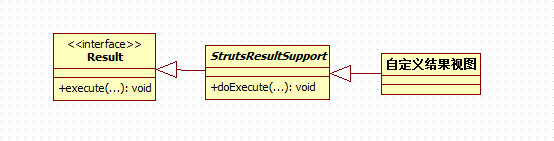 <<interface>>
Result
+execute(...): void
StrutsResultSupport
+doExecute(...): void
自定义结果视图